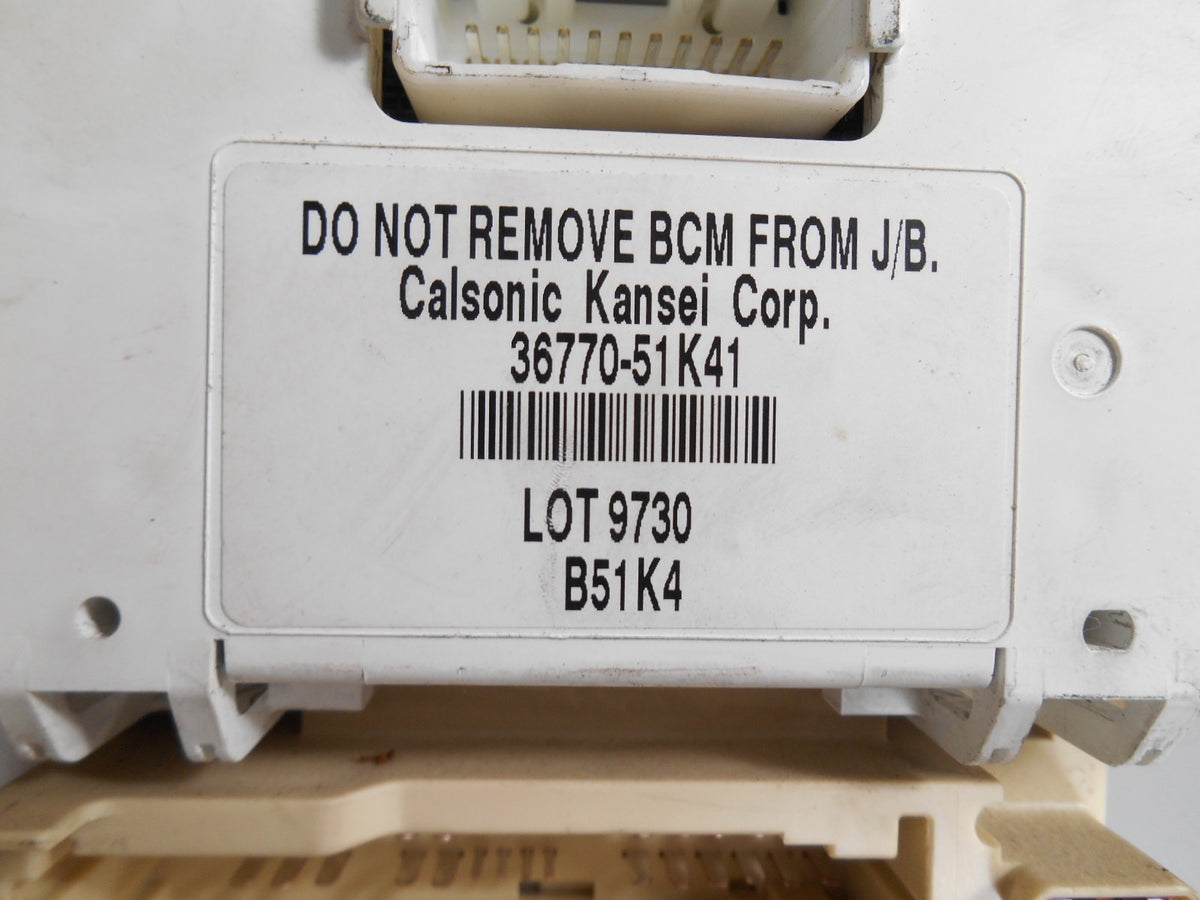 DO NOT REMOVE BCM FROM J/B.
Calsonic Kansei Corp.
36770-51K41
LOT 9730
B51K4